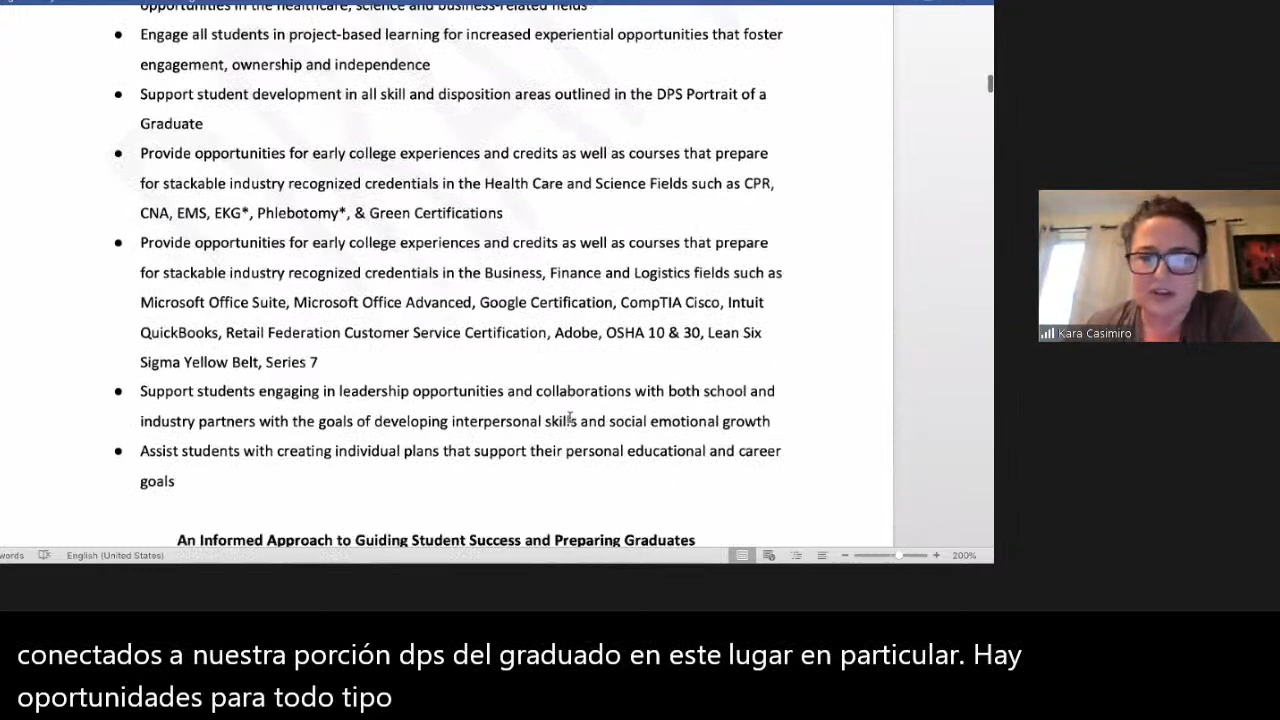 opportunities in the healthcare, science and business-related fields
● Engage all students in project-based learning for increased experiential opportunities that foster
engagement, ownership and independence
● Support student development in all skill and disposition areas outlined in the DPS Portrait of a
Graduate
● Provide opportunities for early college experiences and credits as well as courses that prepare
for stackable industry recognized credentials in the Health Care and Science Fields such as CPR,
CNA, EMS, EKG*, Phlebotomy*, & Green Certifications
● Provide opportunities for early college experiences and credits as well as courses that prepare
for stackable industry recognized credentials in the Business, Finance and Logistics fields such as
Microsoft Office Suite, Microsoft Office Advanced, Google Certification, CompTIA Cisco, Intuit
QuickBooks, Retail Federation Customer Service Certification, Adobe, OSHA 10 & 30, Lean Six
Sigma Yellow Belt, Series 7
● Support students engaging in leadership opportunities and collaborations with both school and
industry partners with the goals of developing interpersonal skills and social emotional growth
● Assist students with creating individual plans that support their personal educational and career
goals
An Informed Approach to Guiding Student Success and Preparing Graduates
words English (United States) 200%
Kara Casimiro
conectados a nuestra porción dps del graduado en este lugar en particular. Hay
oportunidades para todo tipo